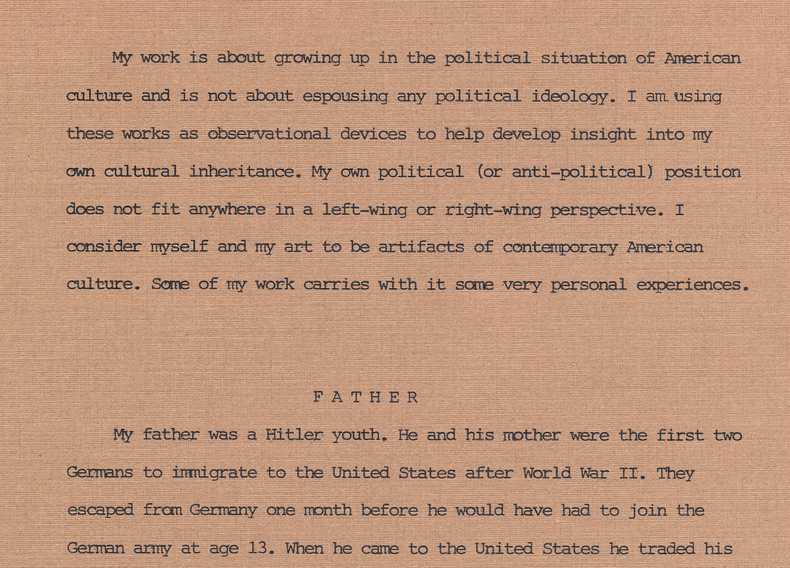 My work is about growing up in the political situation of American
culture and is not about espousing any political ideology. I am using
these works as observational devices to help develop insight into my
own cultural inheritance. My own political (or anti-political) position
does not fit anywhere in a left-wing or right-wing perspective. I
consider myself and my art to be artifacts of contemporary American
culture. Some of my work carries with it some very personal experiences.
F A T H E R
My father was a Hitler youth. He and his mother were the first two
Germans to immigrate to the United States after World War II. They
escaped from Germany one month before he would have had to join the
German army at age 13. When he came to the United States he traded his